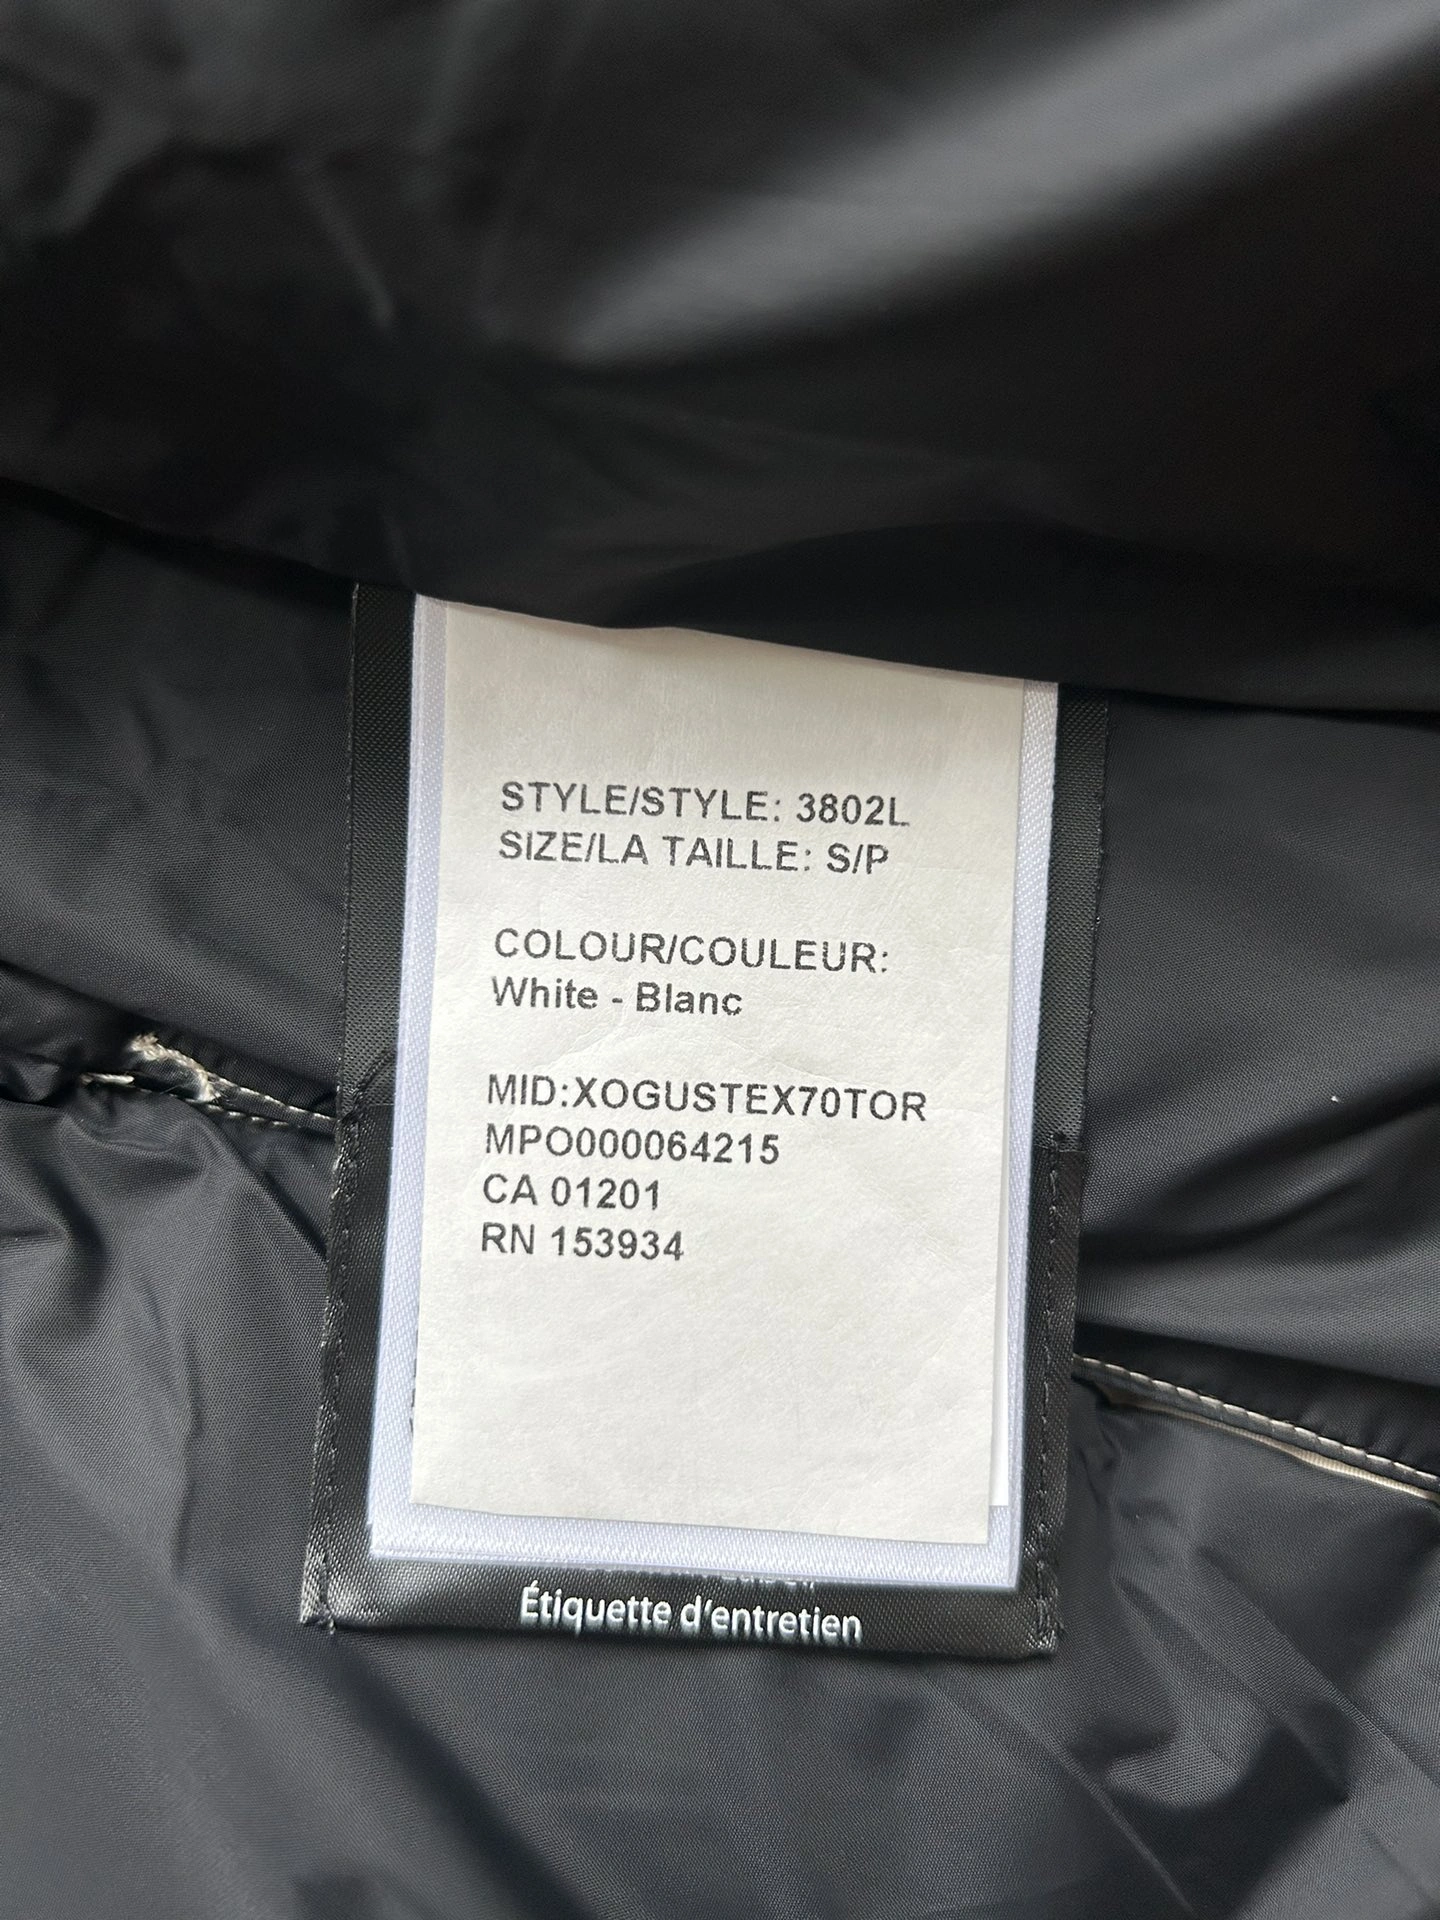 STYLE/STYLE: 3802L
SIZE/LA TAILLE: S/P
COLOUR/COULEUR:
White - Blanc
MID:XOGUSTEX70TOR
MPO000064215
CA 01201
RN 153934
Étiquette d'entretien